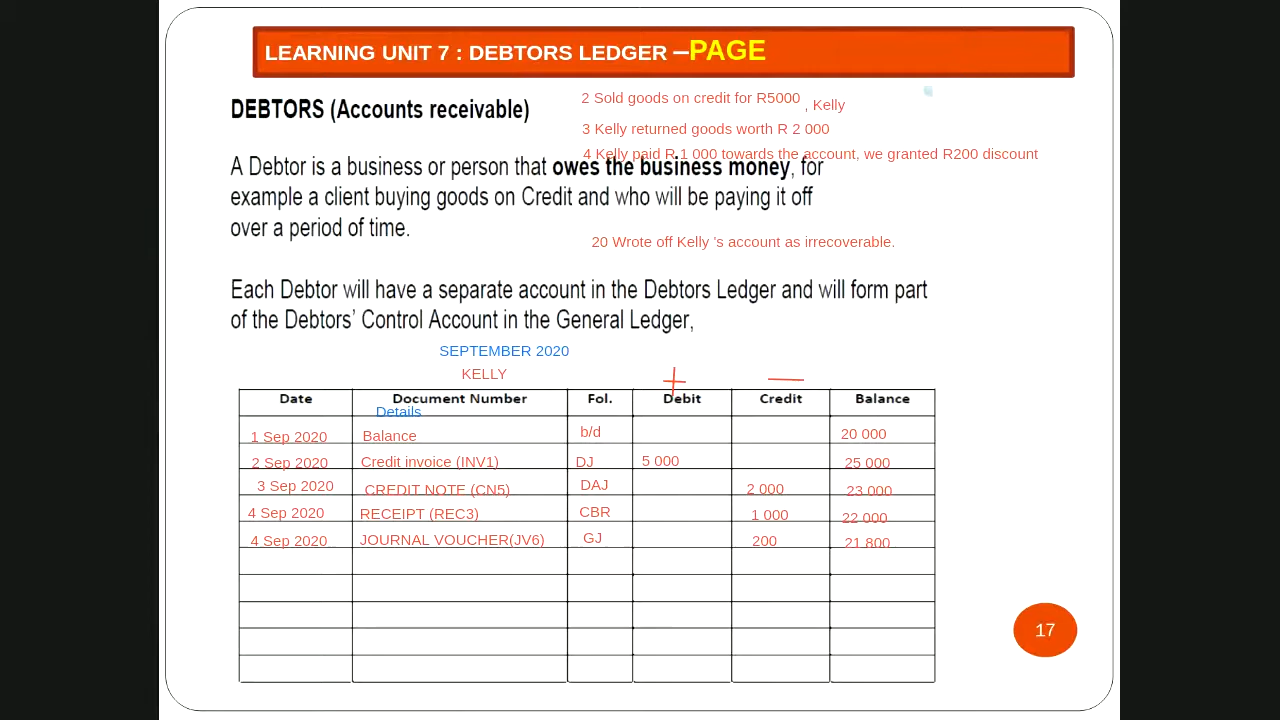 LEARNING UNIT 7 : DEBTORS LEDGER –PAGE
DEBTORS (Accounts receivable)
2 Sold goods on credit for R5000 , Kelly
3 Kelly returned goods worth R 2 000
4 Kelly paid R 1 000 towards the account, we granted R200 discount
A Debtor is a business or person that owes the business money, for
example a client buying goods on Credit and who will be paying it off
over a period of time.
20 Wrote off Kelly 's account as irrecoverable.
Each Debtor will have a separate account in the Debtors Ledger and will form part
of the Debtors' Control Account in the General Ledger,
SEPTEMBER 2020
KELLY
+ —
Date Document Number Fol. Debit Credit Balance
Details
1 Sep 2020 Balance b/d 20 000
2 Sep 2020 Credit invoice (INV1) DJ 5 000 25 000
3 Sep 2020 CREDIT NOTE (CN5) DAJ 2 000 23 000
4 Sep 2020 RECEIPT (REC3) CBR 1 000 22 000
4 Sep 2020 JOURNAL VOUCHER(JV6) GJ 200 21 800
17